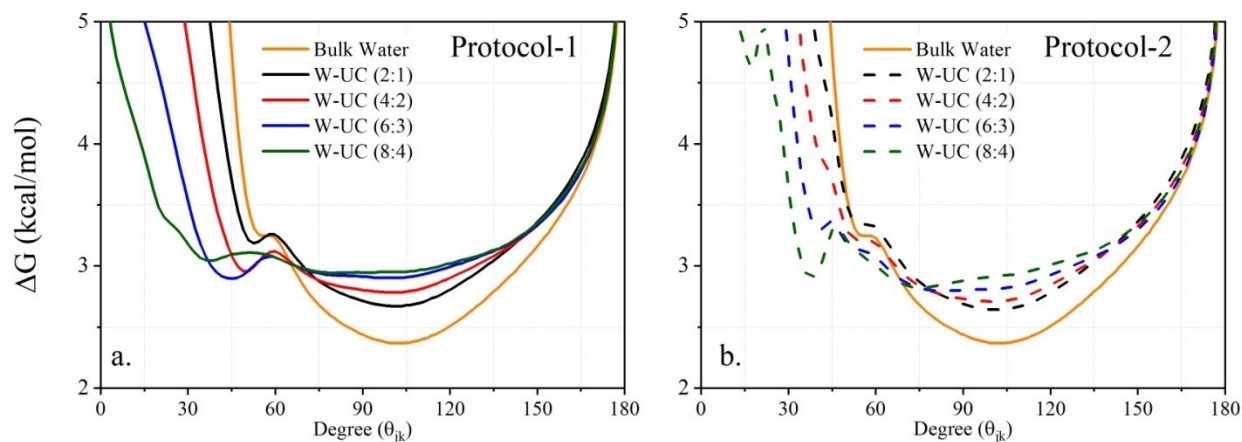 ΔG (kcal/mol)
5
4
3
2
Bulk Water
W-UC (2:1)
W-UC (4:2)
W-UC (6:3)
W-UC (8:4)
Protocol-1
a.
0 30 60 90 120 150 180
Degree (θjk)
5
4
3
2
Bulk Water
W-UC (2:1)
W-UC (4:2)
W-UC (6:3)
W-UC (8:4)
Protocol-2
b.
0 30 60 90 120 150 180
Degree (θjk)